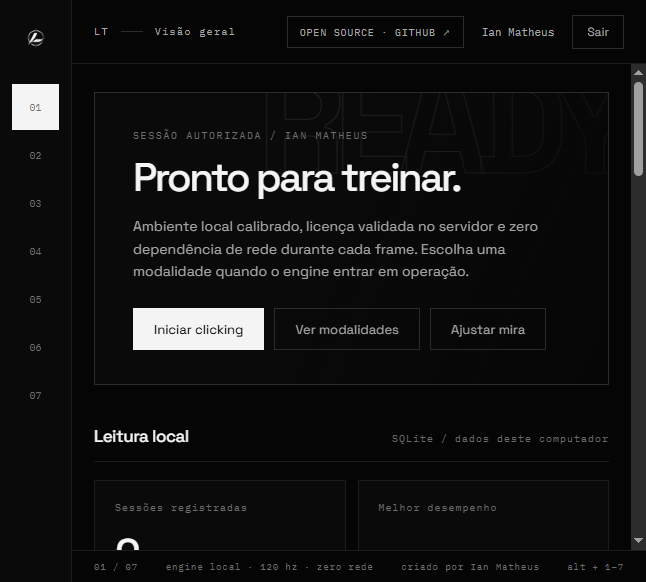 LT — Visão geral
OPEN SOURCE · GITHUB ↗
Ian Matheus
Sair
01
02
03
04
05
06
07
READY
SESSÃO AUTORIZADA / IAN MATHEUS
Pronto para treinar.
Ambiente local calibrado, licença validada no servidor e zero
dependência de rede durante cada frame. Escolha uma
modalidade quando o engine entrar em operação.
Iniciar clicking
Ver modalidades
Ajustar mira
Leitura local
SQLite / dados deste computador
Sessões registradas
Melhor desempenho
01 / 07
engine local · 120 hz · zero rede
criado por Ian Matheus
alt + 1–7